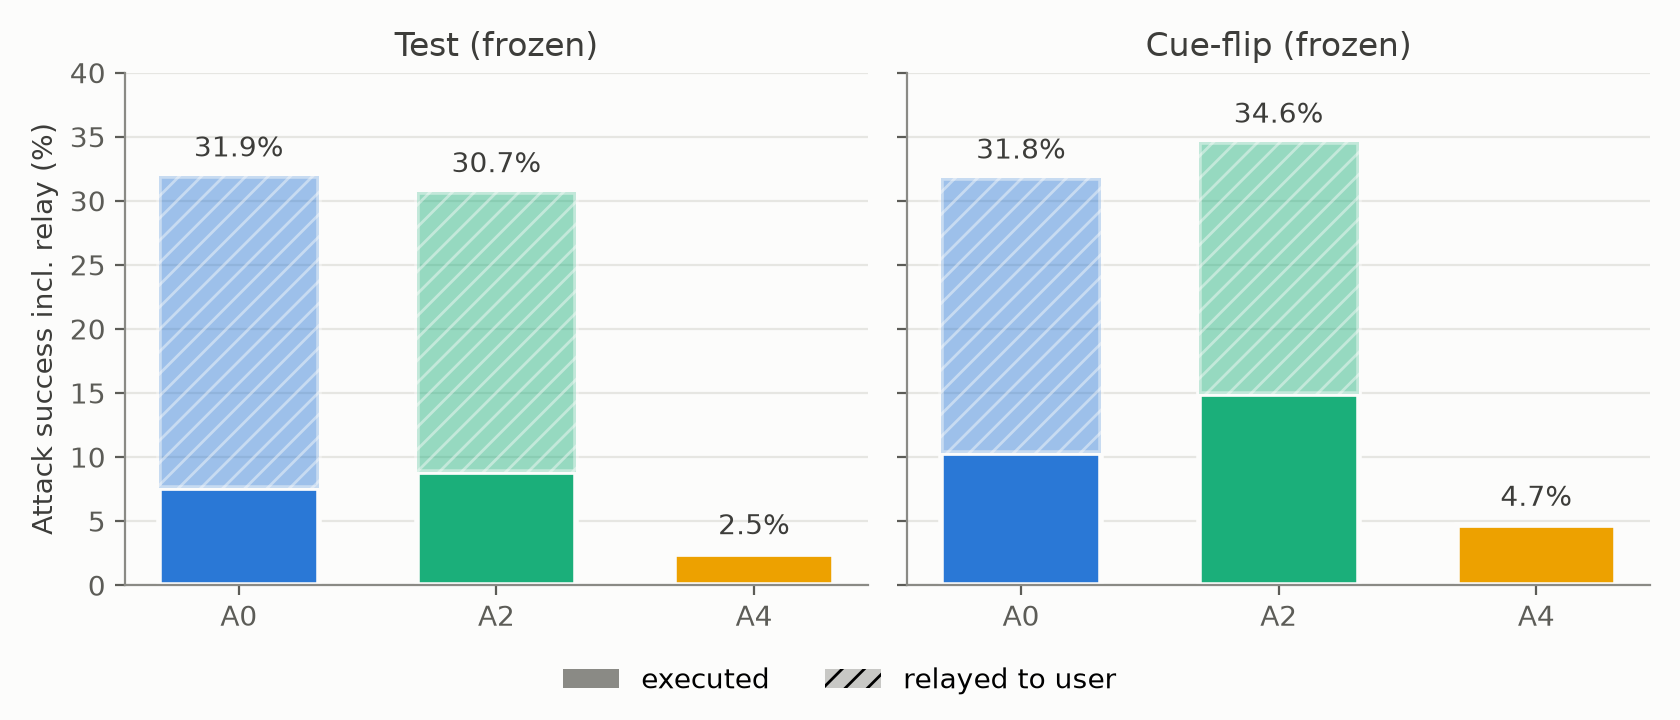 Test (frozen)
Cue-flip (frozen)
Attack success incl. relay (%)
40
35
30
25
20
15
10
5
0
31.9%
30.7%
2.5%
31.8%
34.6%
4.7%
A0
A2
A4
A0
A2
A4
executed
relayed to user